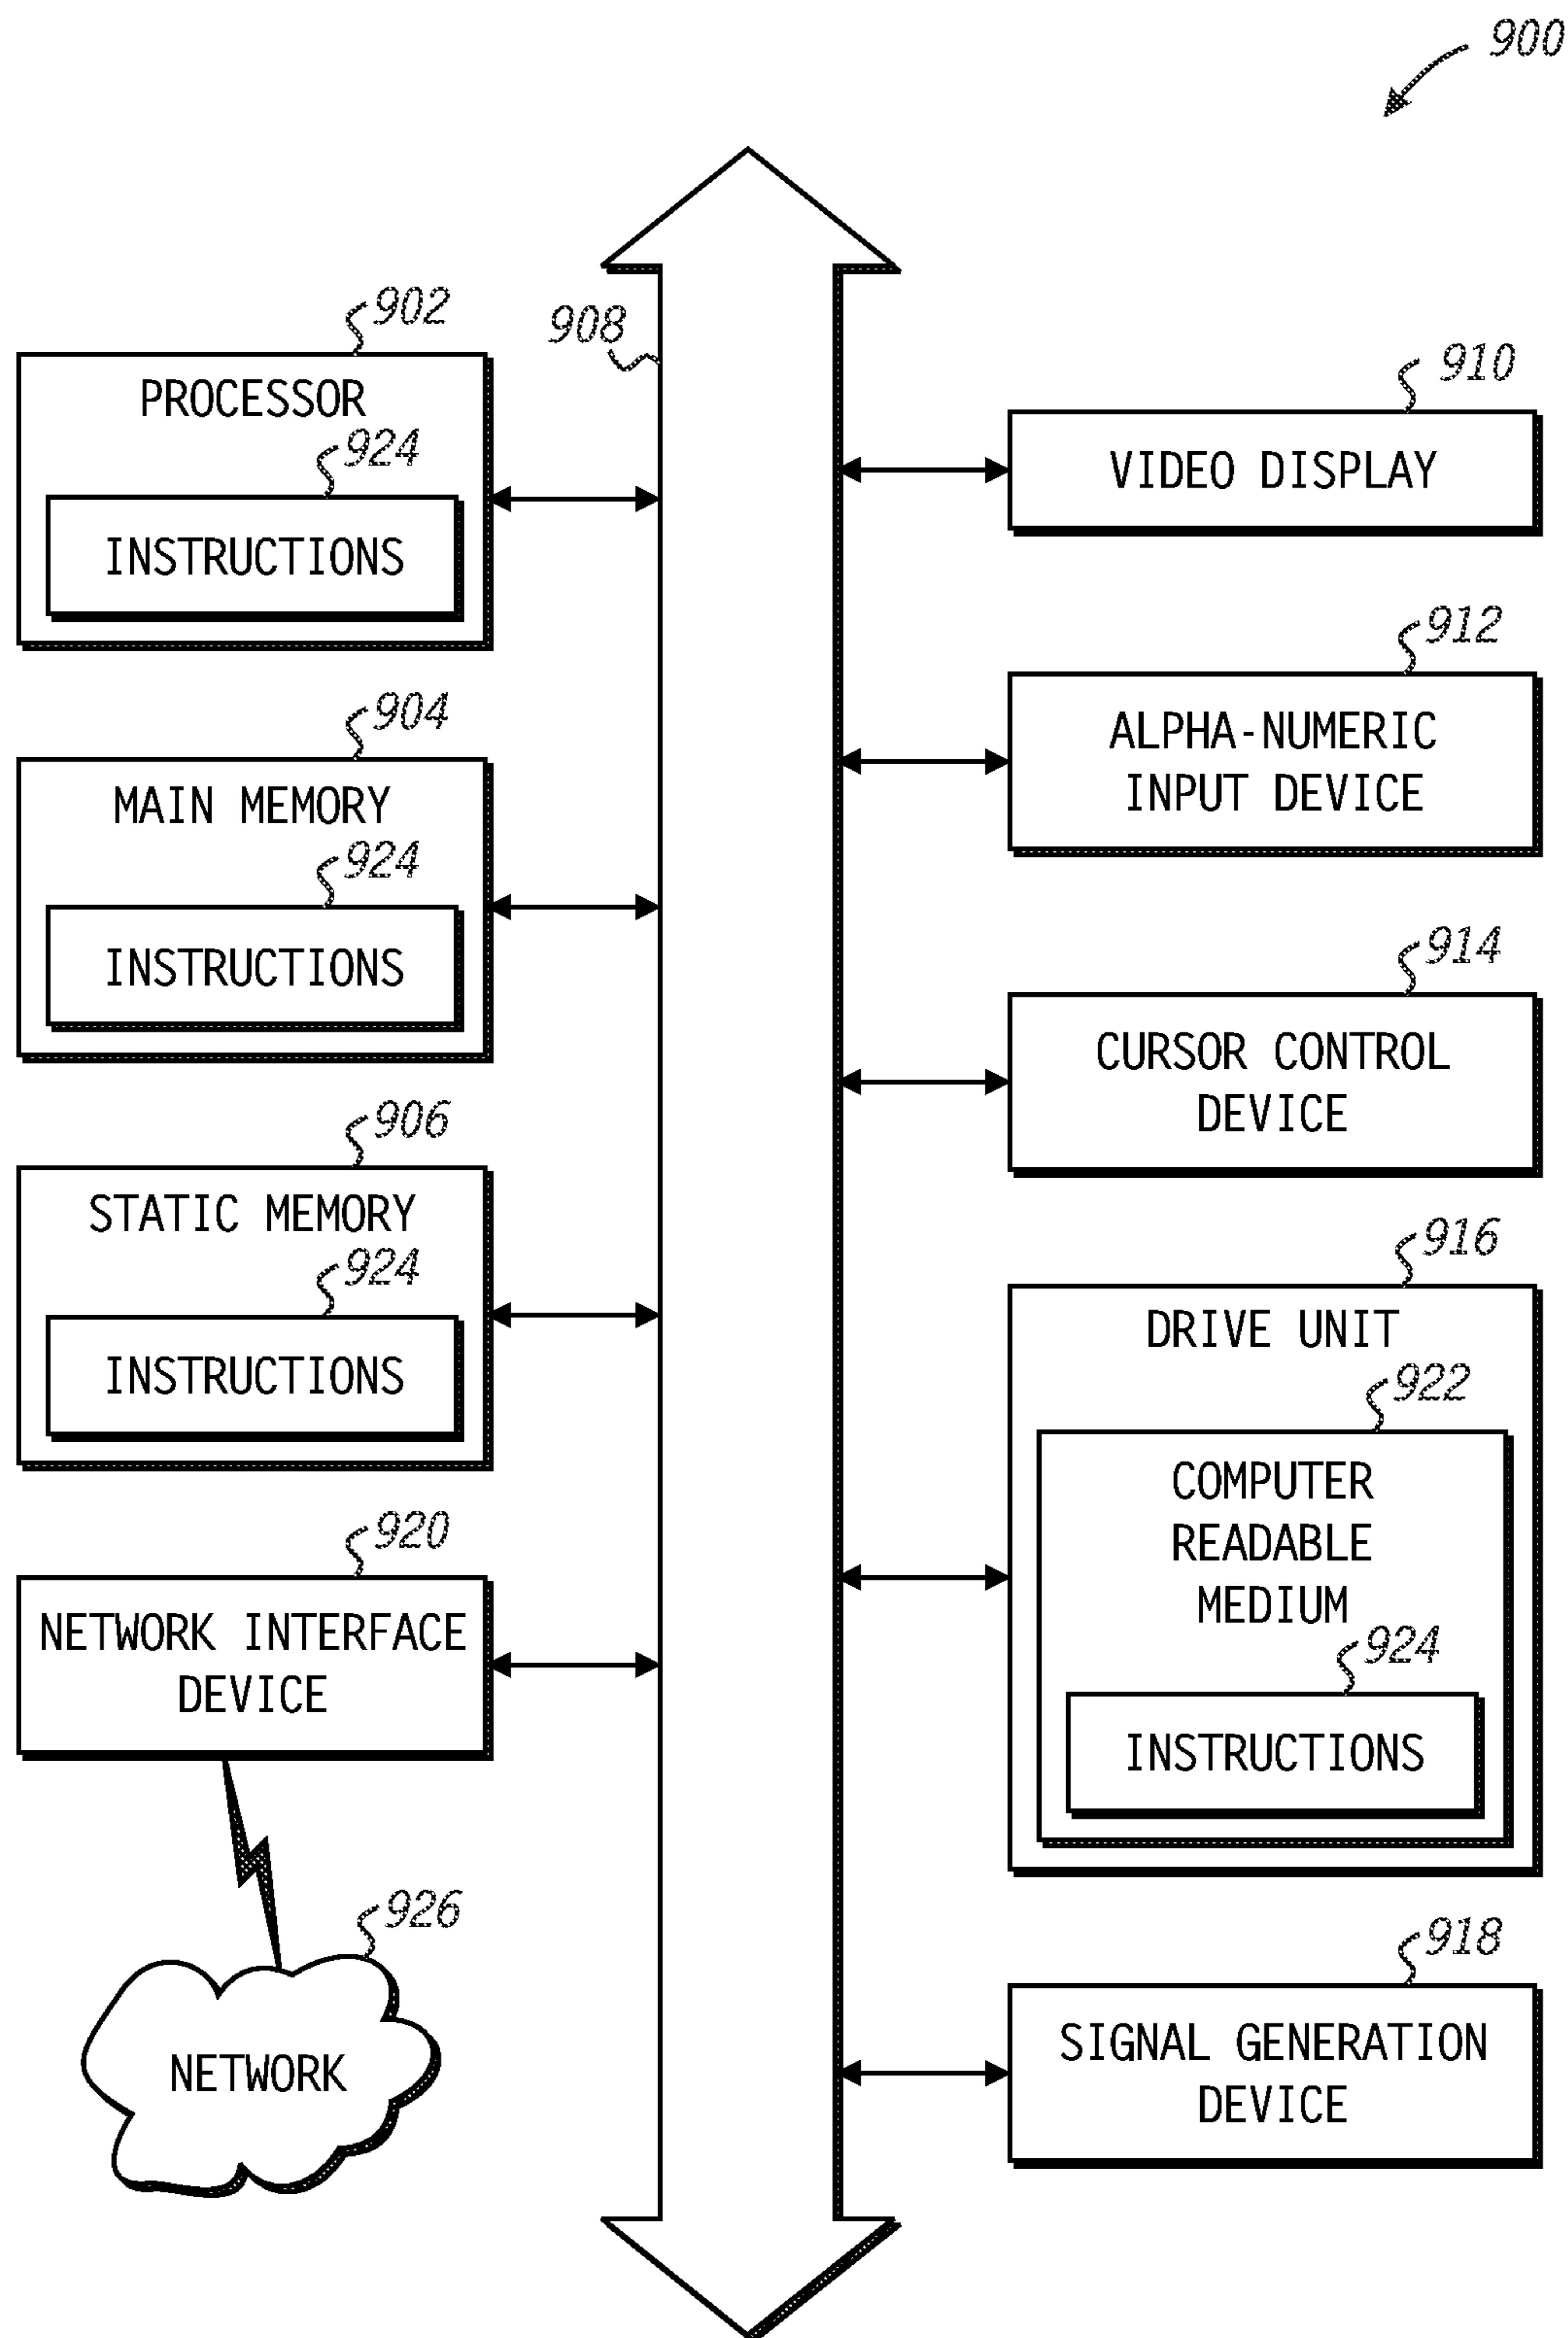 900
902
PROCESSOR
924
INSTRUCTIONS
904
MAIN MEMORY
924
INSTRUCTIONS
906
STATIC MEMORY
924
INSTRUCTIONS
920
NETWORK INTERFACE
DEVICE
926
NETWORK
908
910
VIDEO DISPLAY
912
ALPHA-NUMERIC
INPUT DEVICE
914
CURSOR CONTROL
DEVICE
916
DRIVE UNIT
922
COMPUTER
READABLE
MEDIUM
924
INSTRUCTIONS
918
SIGNAL GENERATION
DEVICE